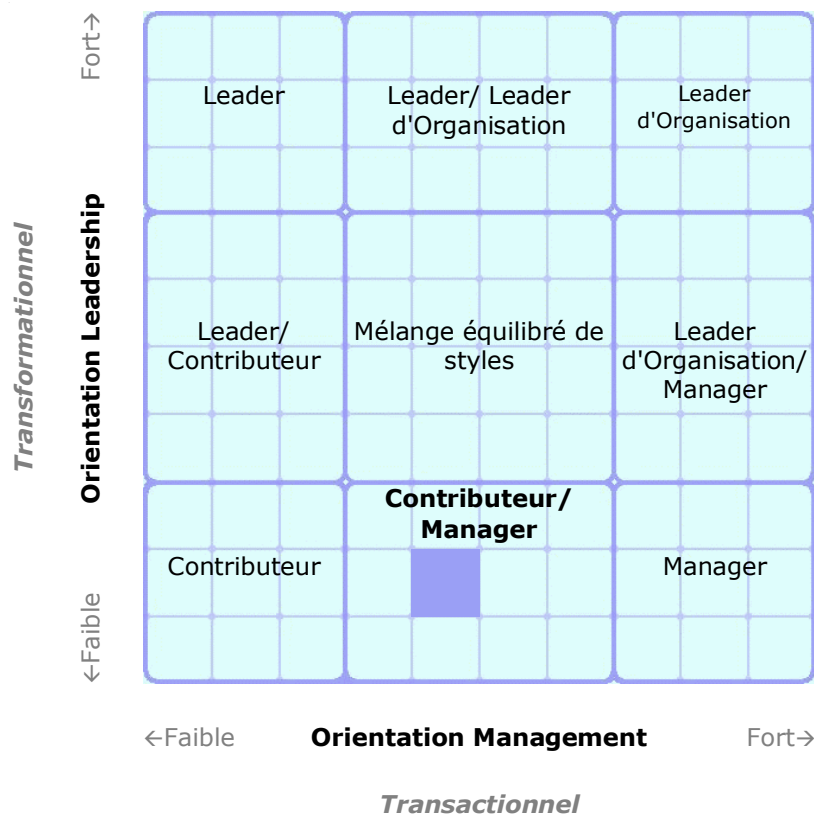 Fort→
Leader
Leader/ Leader
d'Organisation
Leader
d'Organisation
Transformationnel
Orientation Leadership
Leader/
Contributeur
Mélange équilibré de
styles
Leader
d'Organisation/
Manager
Contributeur/
Manager
Contributeur
Manager
←Faible
←Faible
Orientation Management
Fort→
Transactionnel